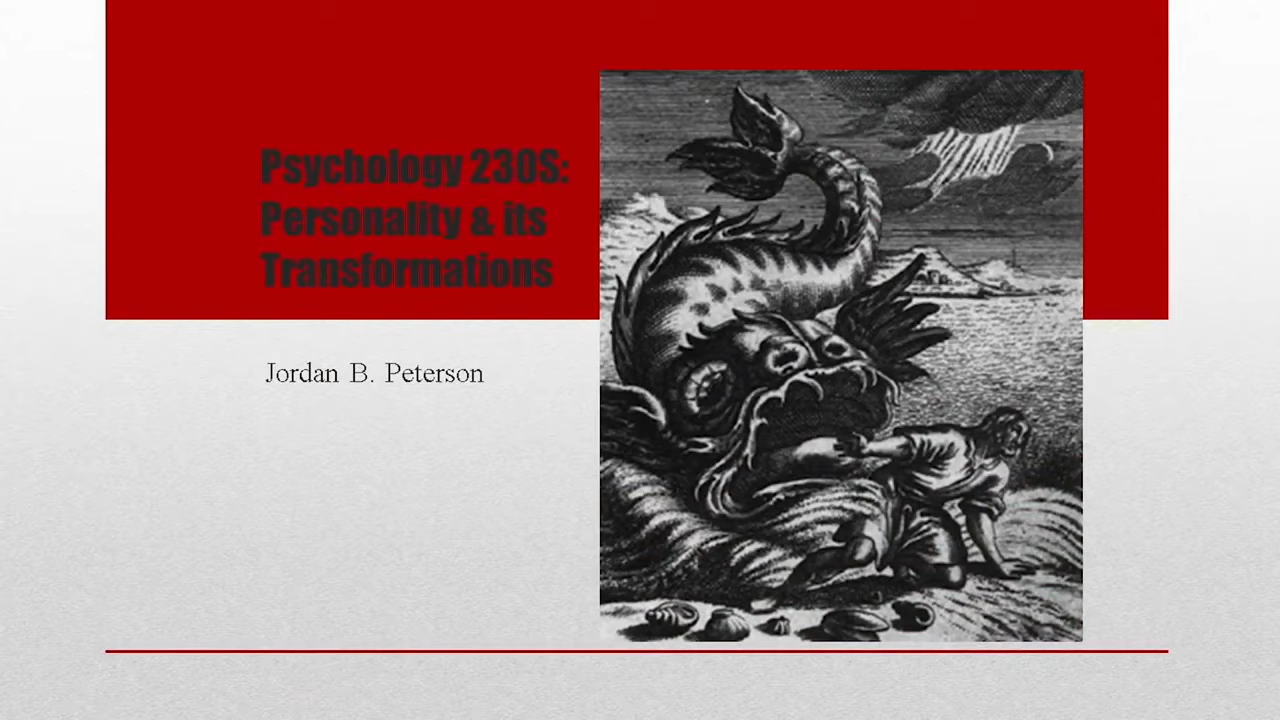 Psychology 230S:
Personality & its
Transformations
Jordan B. Peterson